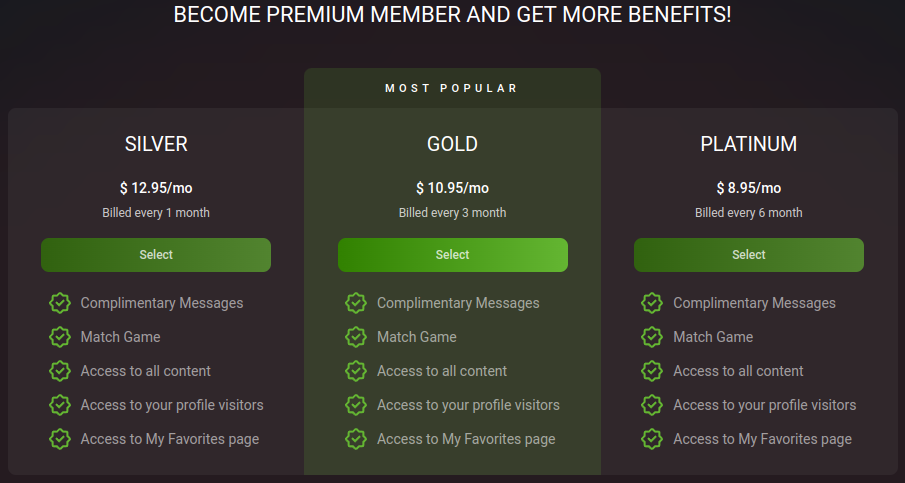 BECOME PREMIUM MEMBER AND GET MORE BENEFITS!
MOST POPULAR
SILVER
$ 12.95/mo
Billed every 1 month
Select
Complimentary Messages
Match Game
Access to all content
Access to your profile visitors
Access to My Favorites page
GOLD
$ 10.95/mo
Billed every 3 month
Select
Complimentary Messages
Match Game
Access to all content
Access to your profile visitors
Access to My Favorites page
PLATINUM
$ 8.95/mo
Billed every 6 month
Select
Complimentary Messages
Match Game
Access to all content
Access to your profile visitors
Access to My Favorites page